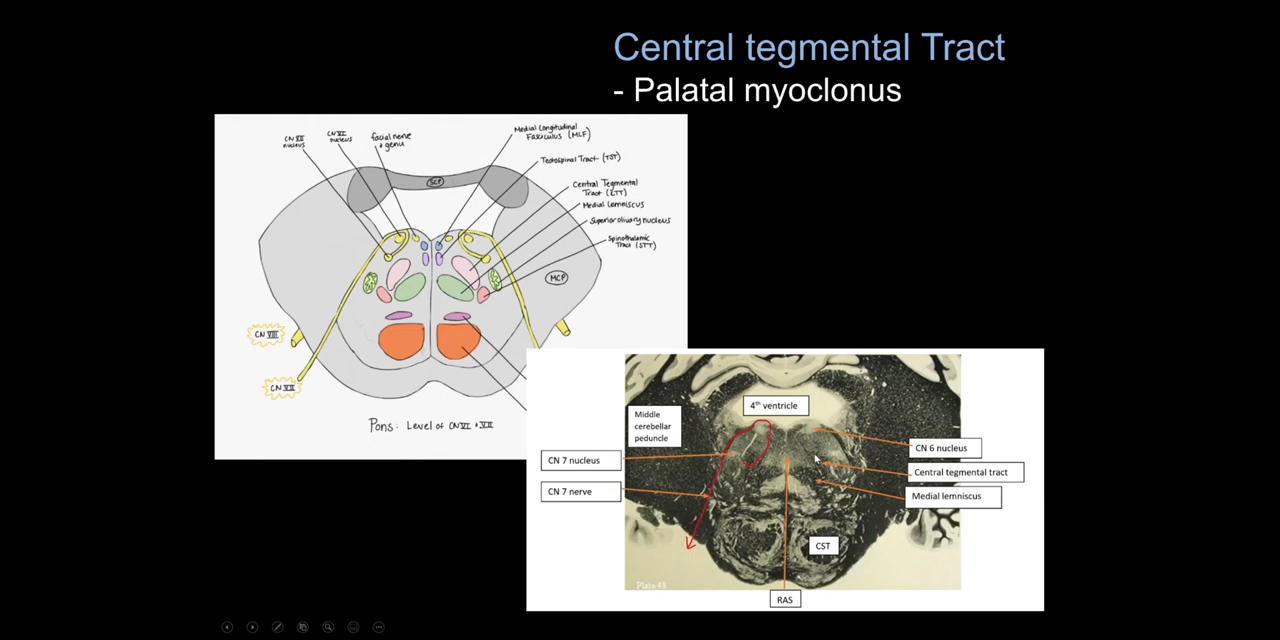 Central tegmental Tract
- Palatal myoclonus
CN VII
nucleus
CN VI
nucleus
facial nerve
+ genu
Medial Longitudinal
Fasciculus (MLF)
Tectospinal Tract (TST)
Central Tegmental
Tract (CTT)
Medial Lemniscus
Superior olivary nucleus
Spinothalamic
Tract (STT)
SCP
MCP
CN VIII
CN VII
Pons: Level of CN VI + VII
4th ventricle
Middle
cerebellar
peduncle
CN 7 nucleus
CN 7 nerve
CN 6 nucleus
Central tegmental tract
Medial lemniscus
CST
RAS
Plate 48